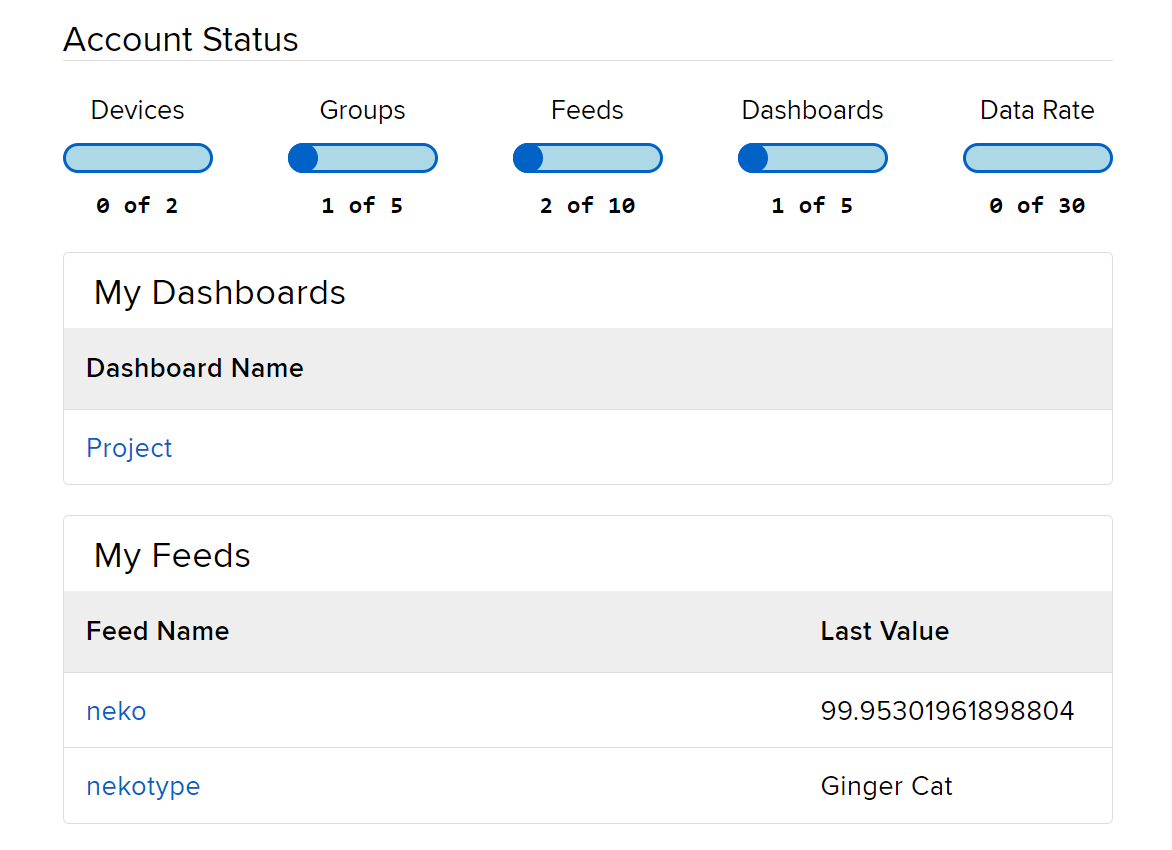 Account Status
Devices Groups Feeds Dashboards Data Rate
0 of 2 1 of 5 2 of 10 1 of 5 0 of 30
My Dashboards
Dashboard Name
Project
My Feeds
Feed Name Last Value
neko 99.95301961898804
nekotype Ginger Cat